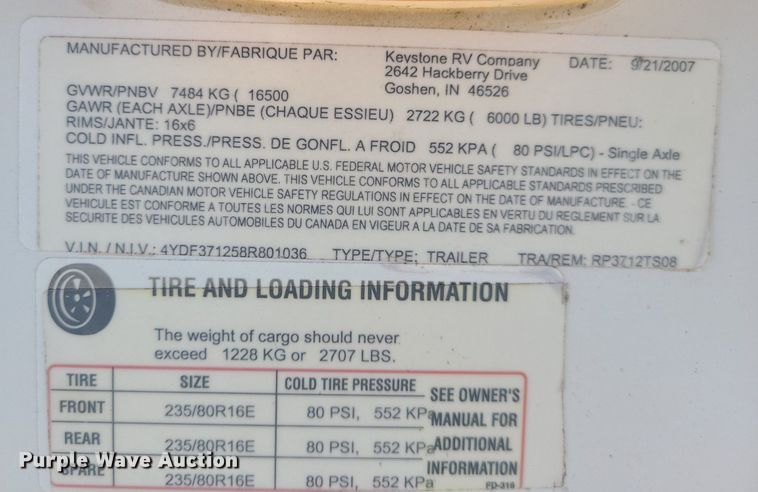 MANUFACTURED BY/FABRIQUE PAR: Keystone RV Company DATE: 9/21/2007
2642 Hackberry Drive
Goshen, IN 46526
GVWR/PNBV 7484 KG ( 16500
GAWR (EACH AXLE)/PNBE (CHAQUE ESSIEU) 2722 KG ( 6000 LB) TIRES/PNEU:
RIMS/JANTE: 16x6
COLD INFL. PRESS./PRESS. DE GONFL. A FROID 552 KPA ( 80 PSI/LPC) - Single Axle
THIS VEHICLE CONFORMS TO ALL APPLICABLE U.S. FEDERAL MOTOR VEHICLE SAFETY STANDARDS IN EFFECT ON THE
DATE OF MANUFACTURE SHOWN ABOVE. THIS VEHICLE CONFORMS TO ALL APPLICABLE STANDARDS PRESCRIBED
UNDER THE CANADIAN MOTOR VEHICLE SAFETY REGULATIONS IN EFFECT ON THE DATE OF MANUFACTURE - CE
VEHICULE EST CONFORME A TOUTES LES NORMES QUI LUI SONT APPLICABLES EN VERTU DU REGLEMENT SUR LA
SECURITE DES VEHICULES AUTOMOBILES DU CANADA EN VIGEUR A LA DATE DE SA FABRICATION.
V.I.N. / N.I.V.: 4YDF371258R801036 TYPE/TYPE: TRAILER TRA/REM: RP3712TS08
TIRE AND LOADING INFORMATION
The weight of cargo should never
exceed 1228 KG or 2707 LBS.
TIRE SIZE COLD TIRE PRESSURE SEE OWNER'S
FRONT 235/80R16E 80 PSI, 552 KPa MANUAL FOR
REAR 235/80R16E 80 PSI, 552 KPa ADDITIONAL
SPARE 235/80R16E 80 PSI, 552 KPa INFORMATION
FD-316
Purple Wave Auction